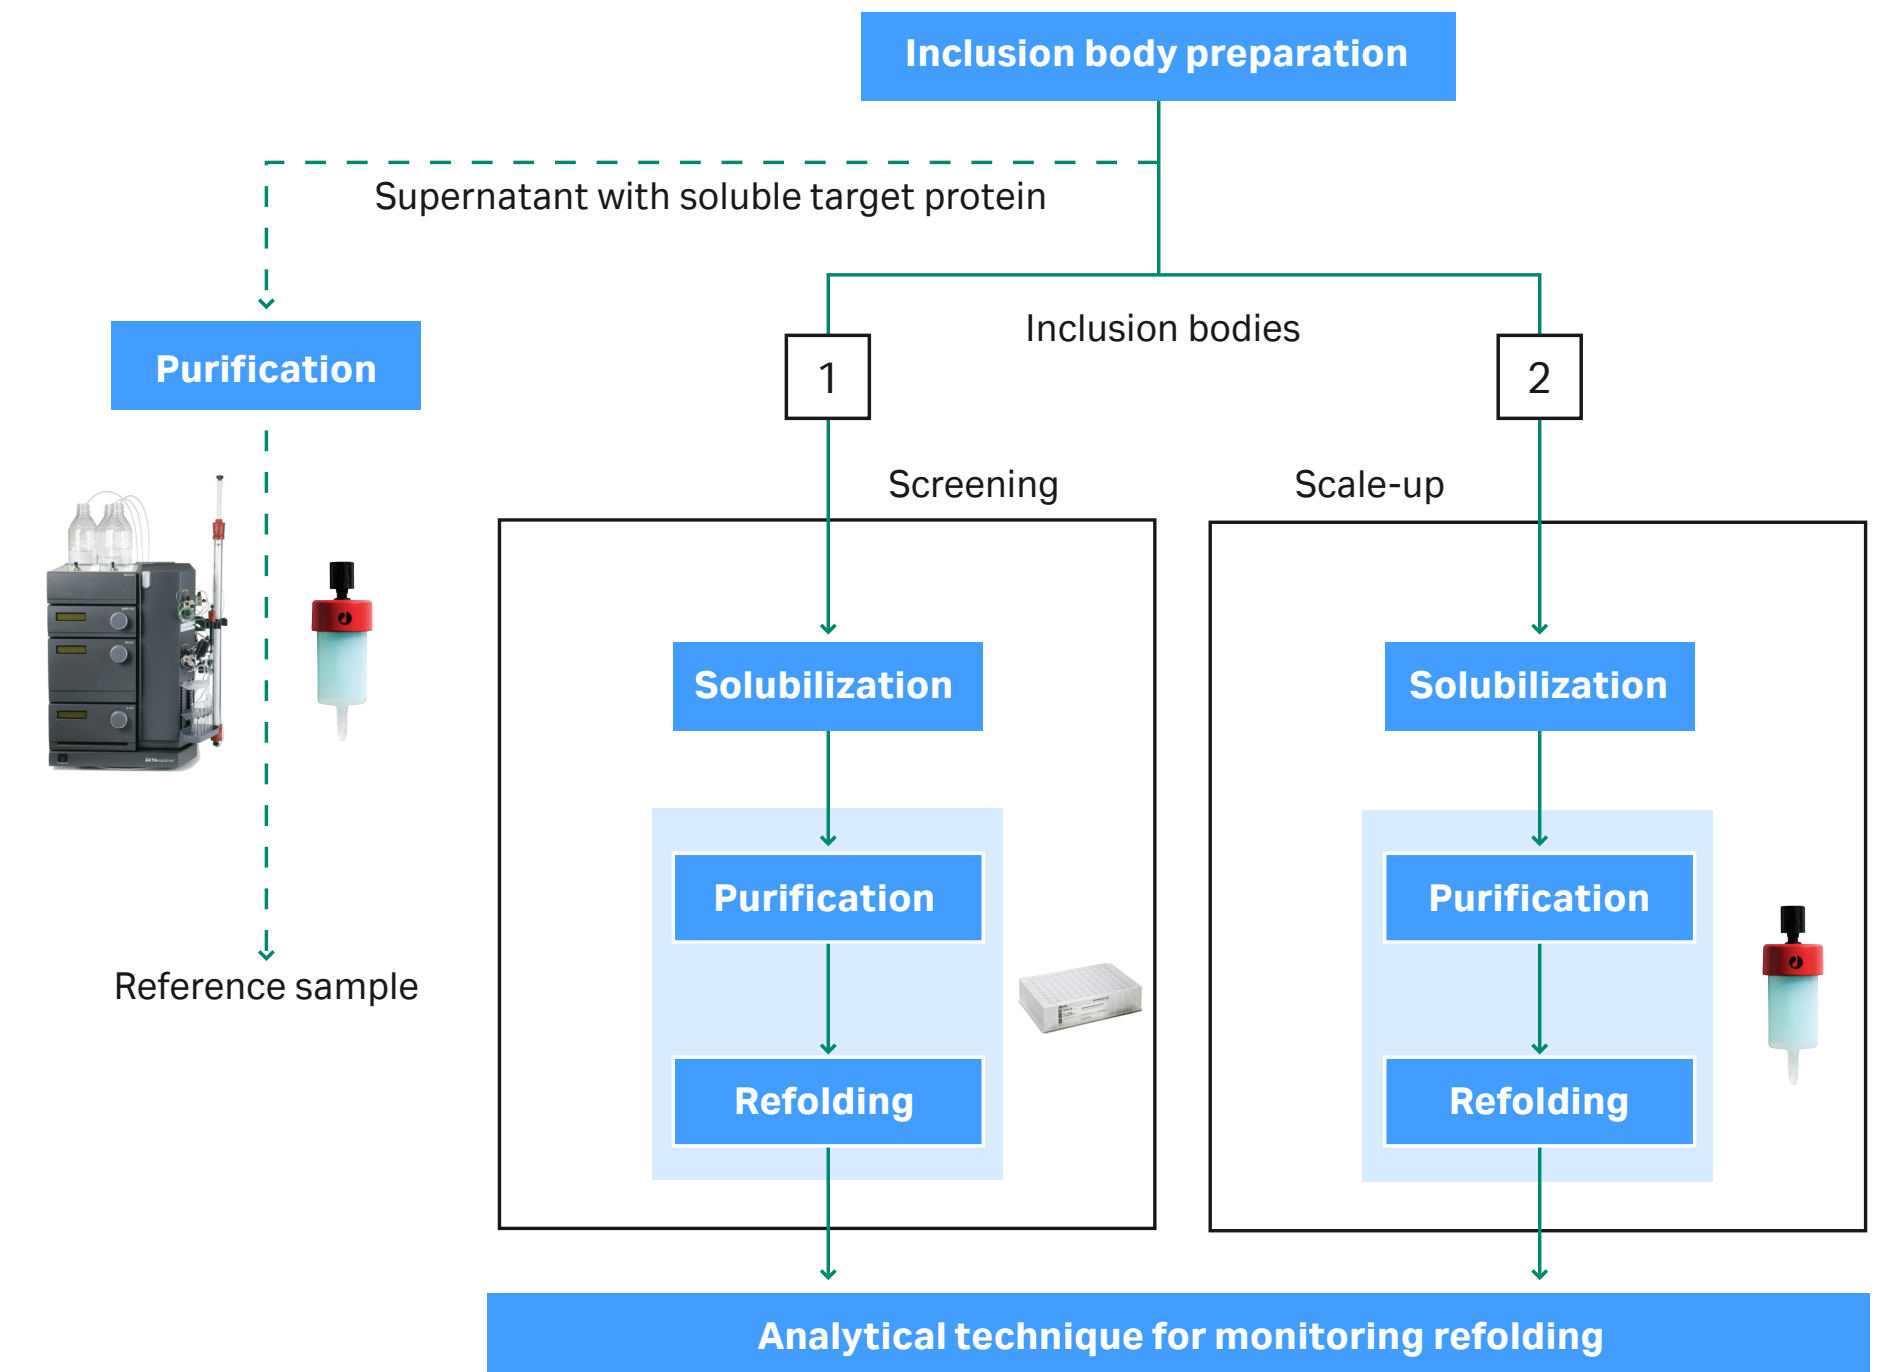 Inclusion body preparation
Supernatant with soluble target protein
Inclusion bodies
Purification
1
2
Screening
Scale-up
Solubilization
Solubilization
Purification
Purification
Reference sample
Refolding
Refolding
Analytical technique for monitoring refolding